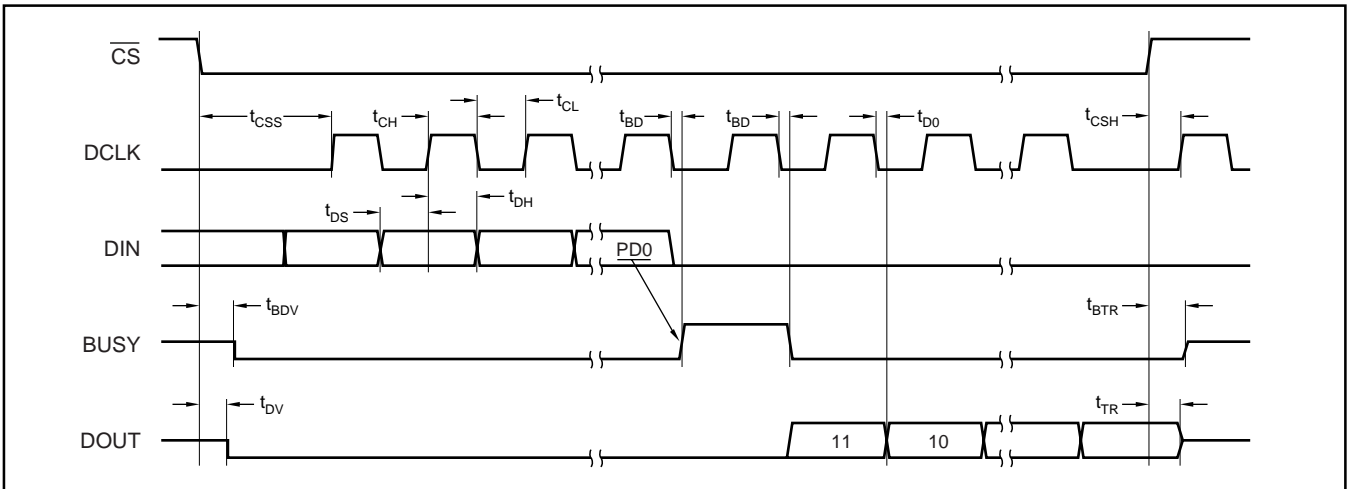 CS
tCSS
tCH
tCL
tBD
tBD
tD0
tCSH
DCLK
tDS
tDH
DIN
PD0
tBDV
tBTR
BUSY
tDV
tTR
DOUT
11
10